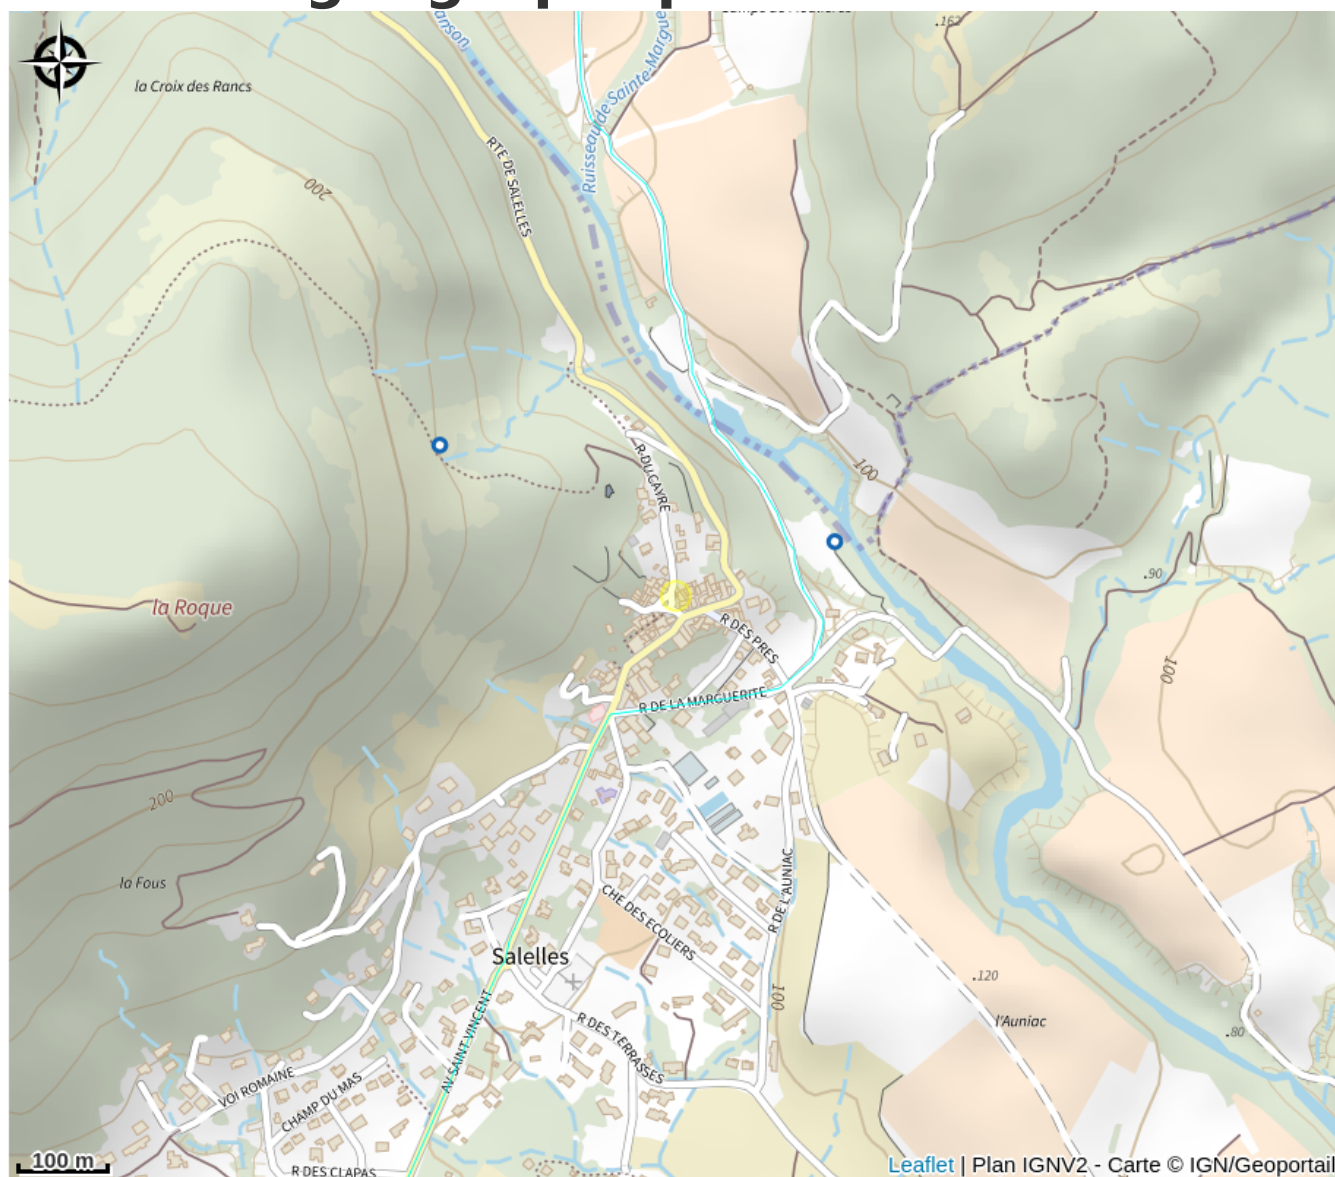 la Croix des Rancs
.162
Ruisseau de Sainte-Margue
RTE DE SALELLES
200
100
R DU CAYRE
.90
la Roque
R DES PRES
100
R DE LA MARGUERITE
200
la Fous
R DE L'AUNIAC
CHE DES ECOLIERS
Salelles
.120
100
l'Auniac
R DES TERRASSES
.80
AV SAINT VINCENT
VOI ROMAINE
CHAMP DU MAS
100 m
R DES CLAPAS
Leaflet | Plan IGNV2 - Carte © IGN/Geoportail